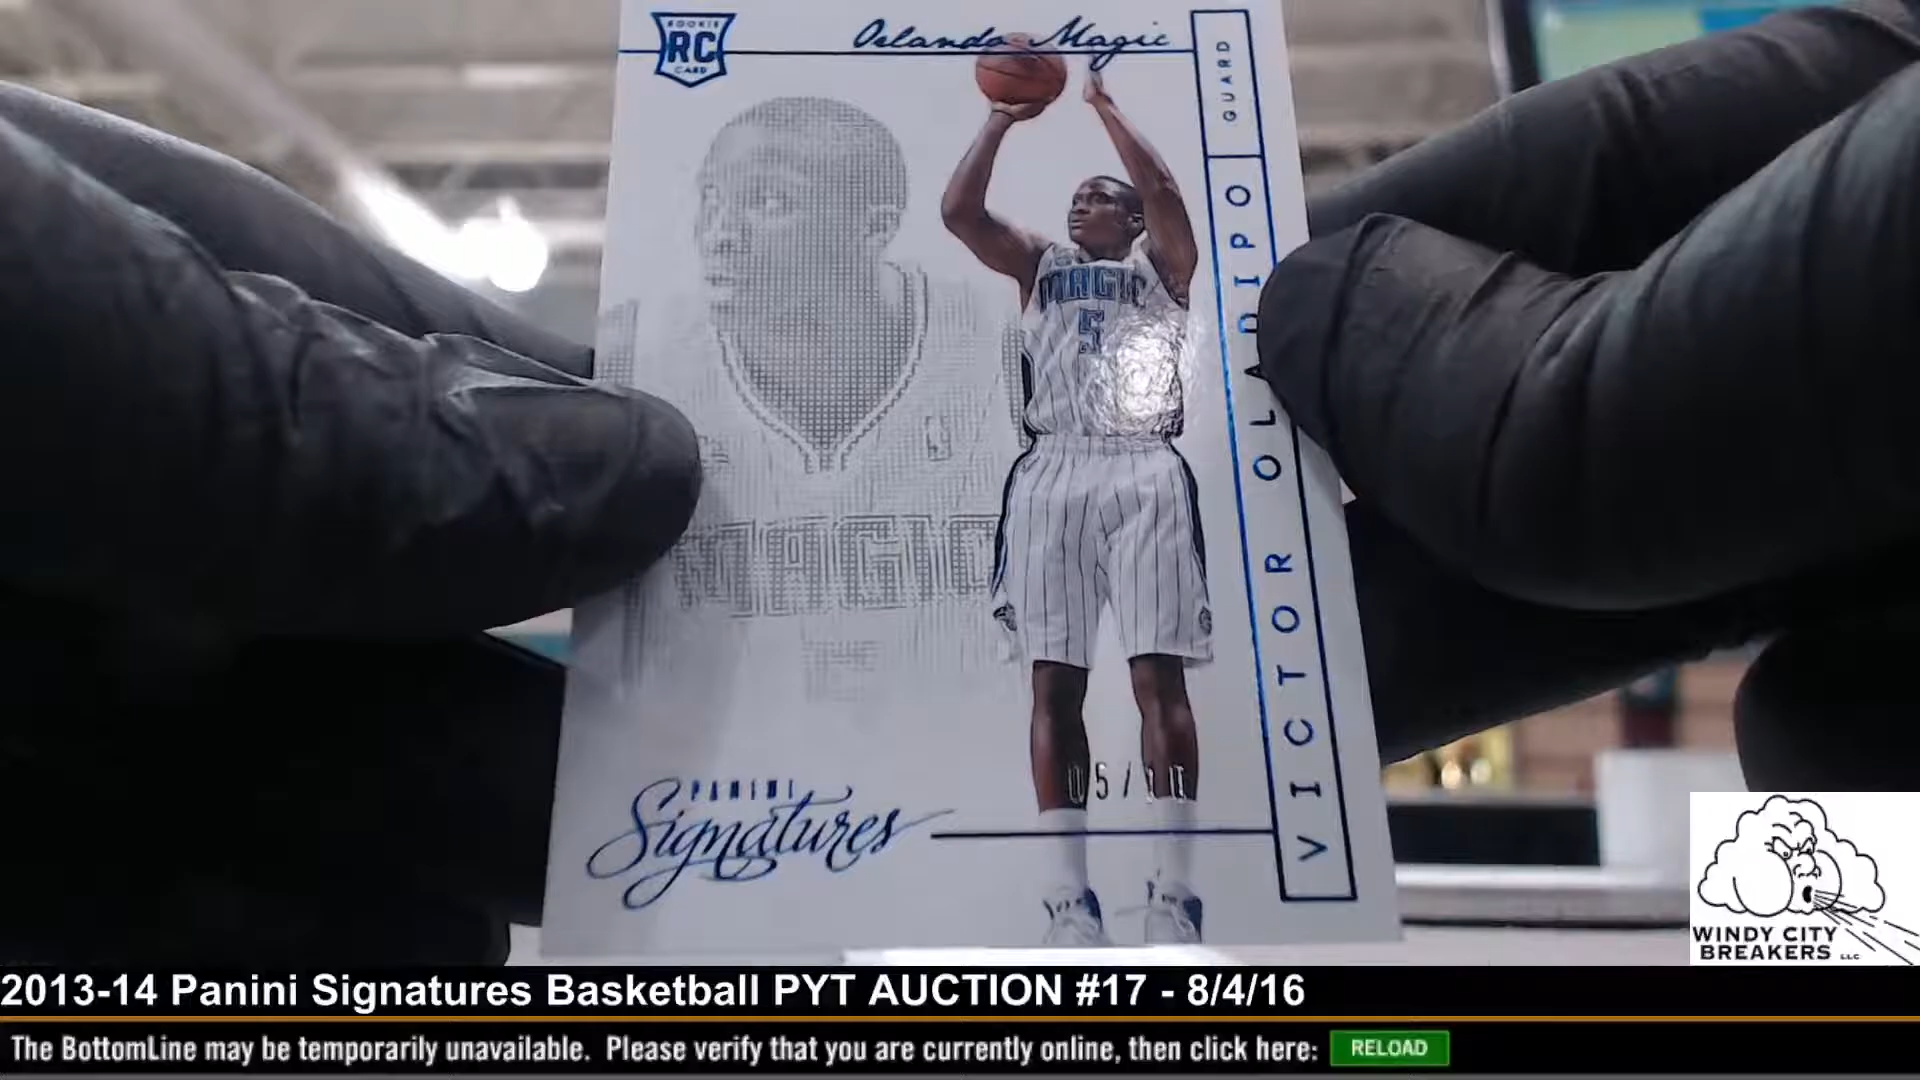 ROOKIE
RC
CARD
Orlando Magic
GUARD
VICTOR OLADIPO
MAGIC
5
MAGIC
PANINI
Signatures
WINDY CITY
BREAKERS LLC
2013-14 Panini Signatures Basketball PYT AUCTION #17 - 8/4/16
The BottomLine may be temporarily unavailable. Please verify that you are currently online, then click here: RELOAD